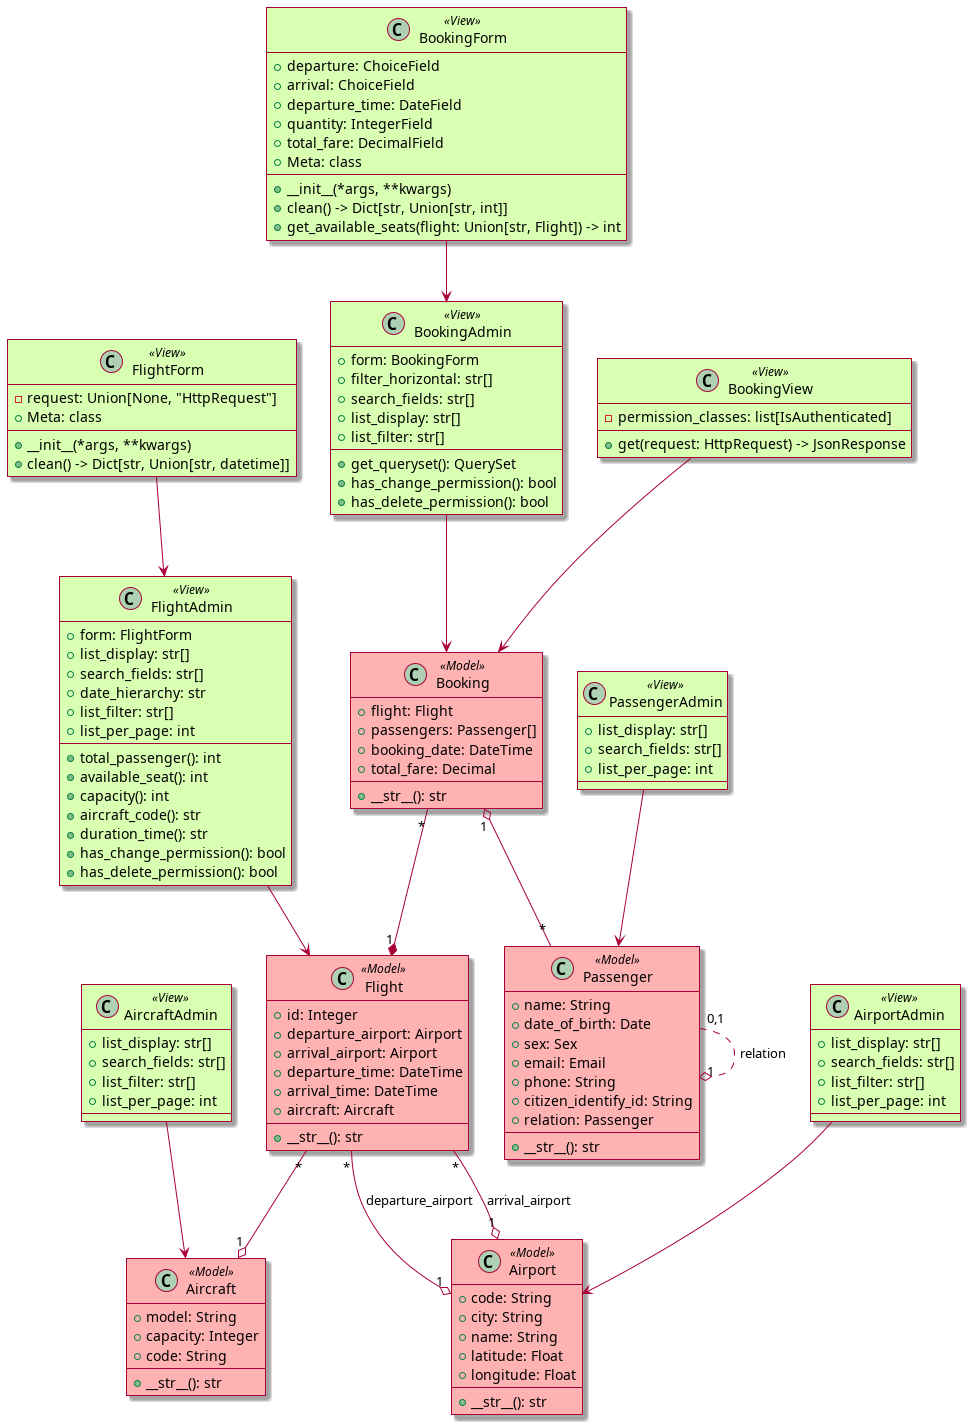 C «View»
BookingForm
departure: ChoiceField
arrival: ChoiceField
departure_time: DateField
quantity: IntegerField
total_fare: DecimalField
Meta: class
__init__(*args, **kwargs)
clean() -> Dict[str, Union[str, int]]
get_available_seats(flight: Union[str, Flight]) -> int
C «View»
FlightForm
request: Union[None, "HttpRequest"]
Meta: class
__init__(*args, **kwargs)
clean() -> Dict[str, Union[str, datetime]]
C «View»
BookingAdmin
form: BookingForm
filter_horizontal: str[]
search_fields: str[]
list_display: str[]
list_filter: str[]
get_queryset(): QuerySet
has_change_permission(): bool
has_delete_permission(): bool
C «View»
BookingView
permission_classes: list[IsAuthenticated]
get(request: HttpRequest) -> JsonResponse
C «View»
FlightAdmin
form: FlightForm
list_display: str[]
search_fields: str[]
date_hierarchy: str
list_filter: str[]
list_per_page: int
total_passenger(): int
available_seat(): int
capacity(): int
aircraft_code(): str
duration_time(): str
has_change_permission(): bool
has_delete_permission(): bool
C «Model»
Booking
flight: Flight
passengers: Passenger[]
booking_date: DateTime
total_fare: Decimal
__str__(): str
C «View»
PassengerAdmin
list_display: str[]
search_fields: str[]
list_per_page: int
*
1
1
*
C «View»
AircraftAdmin
list_display: str[]
search_fields: str[]
list_filter: str[]
list_per_page: int
C «Model»
Flight
id: Integer
departure_airport: Airport
arrival_airport: Airport
departure_time: DateTime
arrival_time: DateTime
aircraft: Aircraft
__str__(): str
C «Model»
Passenger
name: String
date_of_birth: Date
sex: Sex
email: Email
phone: String
citizen_identify_id: String
relation: Passenger
__str__(): str
0,1
relation
1
C «View»
AirportAdmin
list_display: str[]
search_fields: str[]
list_filter: str[]
list_per_page: int
*
*
*
departure_airport
arrival_airport
1
1
1
C «Model»
Aircraft
model: String
capacity: Integer
code: String
__str__(): str
C «Model»
Airport
code: String
city: String
name: String
latitude: Float
longitude: Float
__str__(): str